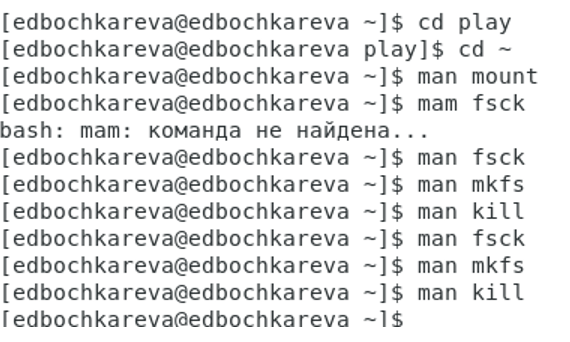 [edbochkareva@edbochkareva ~]$ cd play
[edbochkareva@edbochkareva play]$ cd ~
[edbochkareva@edbochkareva ~]$ man mount
[edbochkareva@edbochkareva ~]$ mam fsck
bash: mam: команда не найдена...
[edbochkareva@edbochkareva ~]$ man fsck
[edbochkareva@edbochkareva ~]$ man mkfs
[edbochkareva@edbochkareva ~]$ man kill
[edbochkareva@edbochkareva ~]$ man fsck
[edbochkareva@edbochkareva ~]$ man mkfs
[edbochkareva@edbochkareva ~]$ man kill
[edbochkareva@edbochkareva ~]$